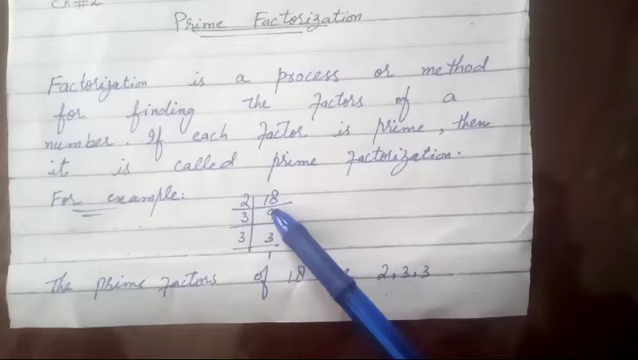 Ch#2
Prime Factorization
Factorization is a process or method
for finding the factors of a
number. If each factor is prime, then
it is called prime factorization.
For example:
2 18
3 9
3 3
1
The prime factors of 18 2,3,3